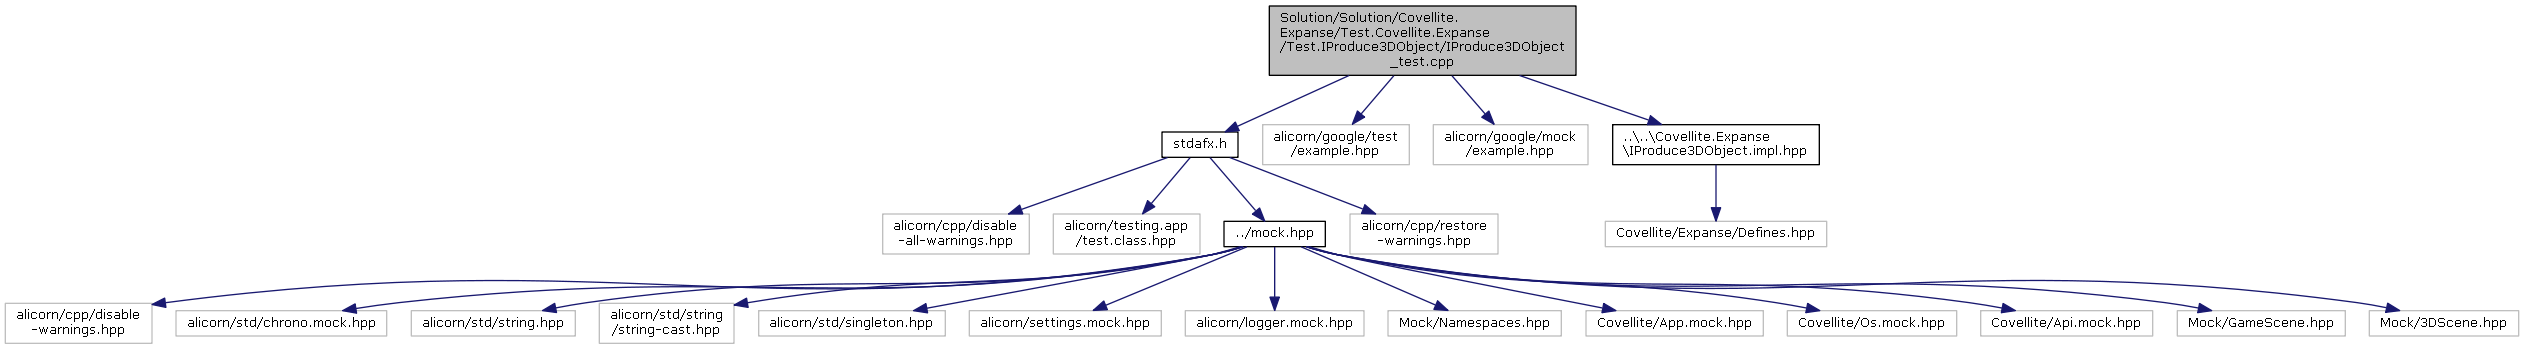 Solution/Solution/Covellite.
Expanse/Test.Covellite.Expanse
/Test.IProduce3DObject/IProduce3DObject
_test.cpp
stdafx.h
alicorn/google/test
/example.hpp
alicorn/google/mock
/example.hpp
..\..\Covellite.Expanse
\IProduce3DObject.impl.hpp
alicorn/cpp/disable
-all-warnings.hpp
alicorn/testing.app
/test.class.hpp
../mock.hpp
alicorn/cpp/restore
-warnings.hpp
Covellite/Expanse/Defines.hpp
alicorn/cpp/disable
-warnings.hpp
alicorn/std/chrono.mock.hpp
alicorn/std/string.hpp
alicorn/std/string
/string-cast.hpp
alicorn/std/singleton.hpp
alicorn/settings.mock.hpp
alicorn/logger.mock.hpp
Mock/Namespaces.hpp
Covellite/App.mock.hpp
Covellite/Os.mock.hpp
Covellite/Api.mock.hpp
Mock/GameScene.hpp
Mock/3DScene.hpp